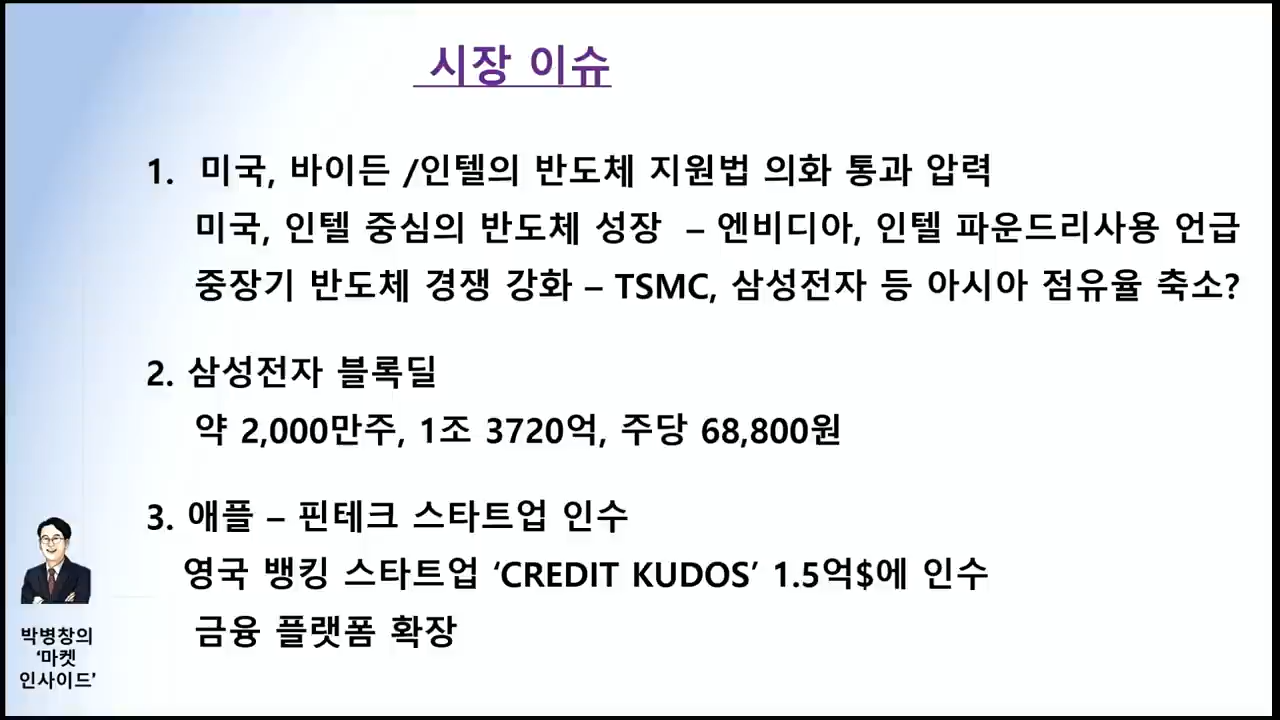 시장 이슈
1. 미국, 바이든 /인텔의 반도체 지원법 의화 통과 압력
미국, 인텔 중심의 반도체 성장 – 엔비디아, 인텔 파운드리사용 언급
중장기 반도체 경쟁 강화 – TSMC, 삼성전자 등 아시아 점유율 축소?
2. 삼성전자 블록딜
약 2,000만주, 1조 3720억, 주당 68,800원
3. 애플 – 핀테크 스타트업 인수
영국 뱅킹 스타트업 ‘CREDIT KUDOS’ 1.5억$에 인수
금융 플랫폼 확장
박병창의
‘마켓
인사이드’